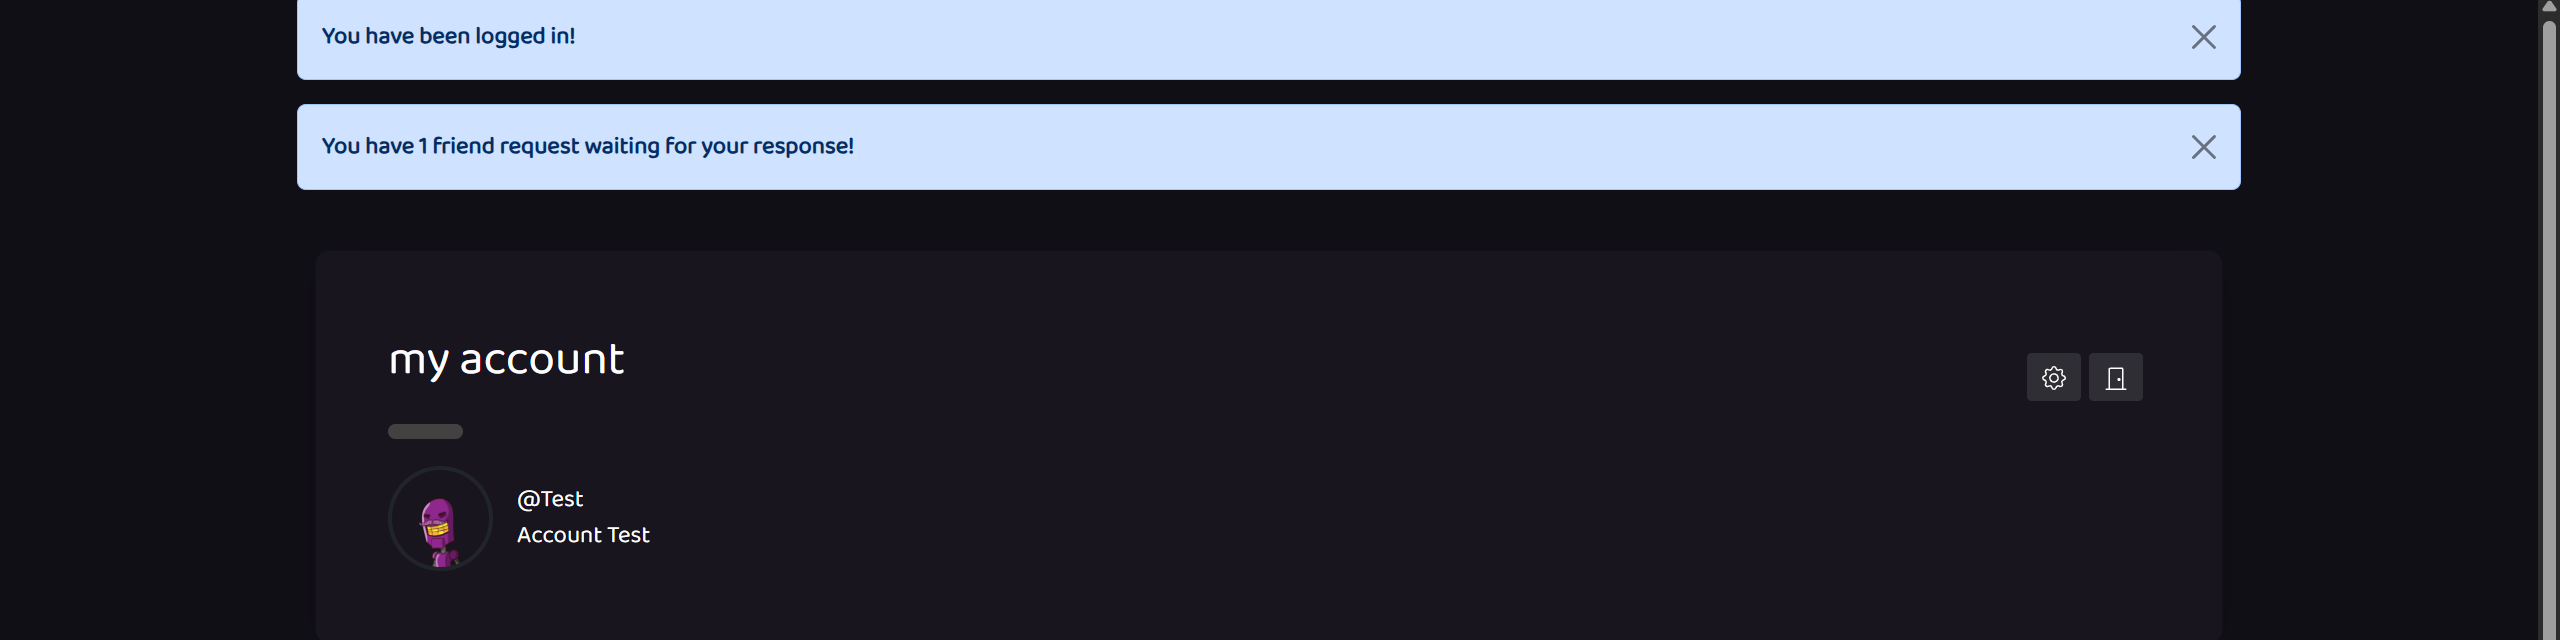 You have been logged in!
You have 1 friend request waiting for your response!
my account
@Test
Account Test